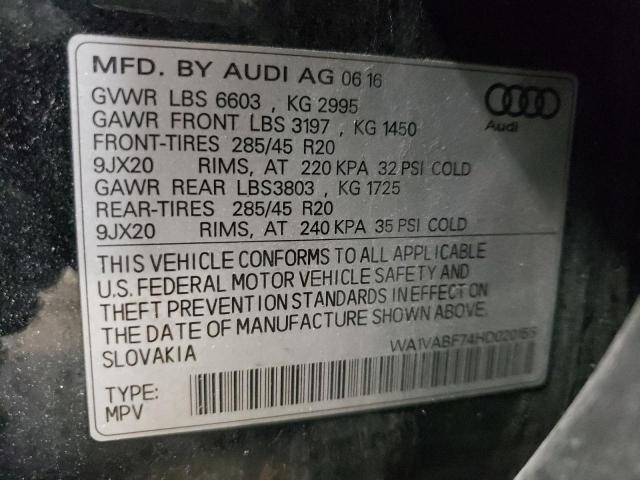 MFD. BY AUDI AG 06 16
GVWR LBS 6603 , KG 2995
GAWR FRONT LBS 3197 , KG 1450
FRONT-TIRES 285/45 R20
9JX20 RIMS, AT 220 KPA 32 PSI COLD
GAWR REAR LBS3803 , KG 1725
REAR-TIRES 285/45 R20
9JX20 RIMS, AT 240 KPA 35 PSI COLD
Audi
THIS VEHICLE CONFORMS TO ALL APPLICABLE
U.S. FEDERAL MOTOR VEHICLE SAFETY AND
THEFT PREVENTION STANDARDS IN EFFECT ON
THE DATE OF MANUFACTURE SHOWN ABOVE.
SLOVAKIA
WA1VABF74HD020165
TYPE:
MPV